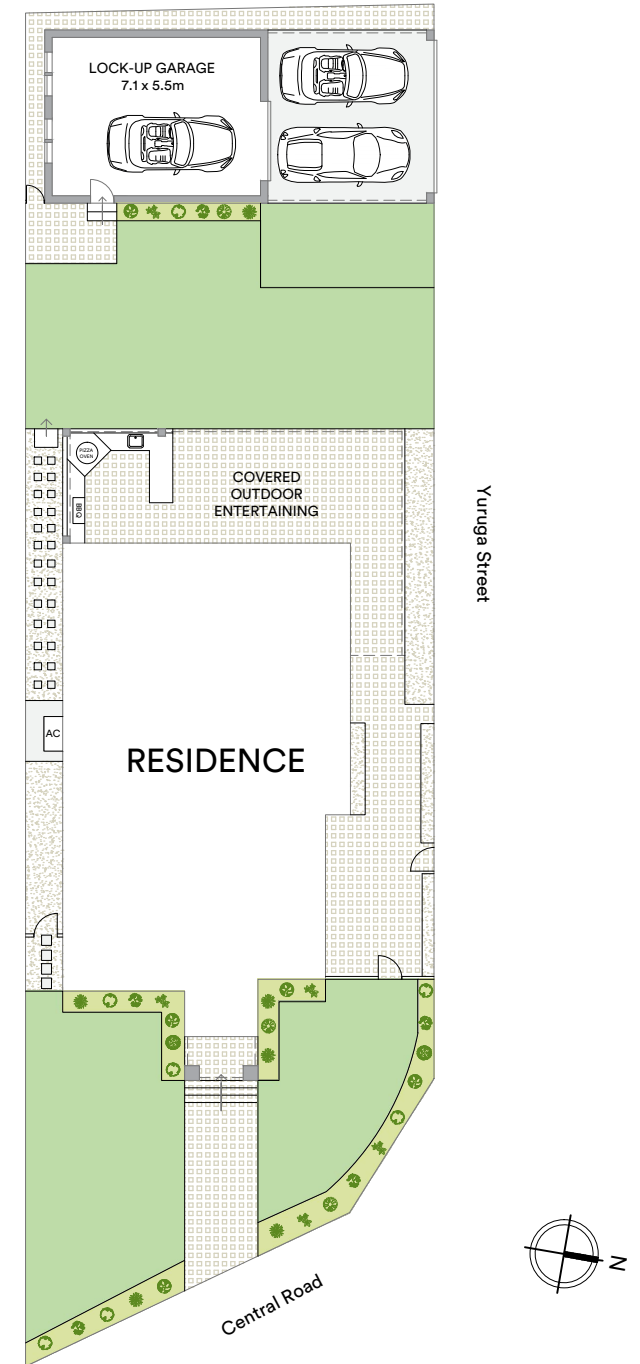 LOCK-UP GARAGE
7.1 x 5.5m
PIZZA
OVEN
BBQ
COVERED
OUTDOOR
ENTERTAINING
Yuruga Street
AC
RESIDENCE
Central Road
N